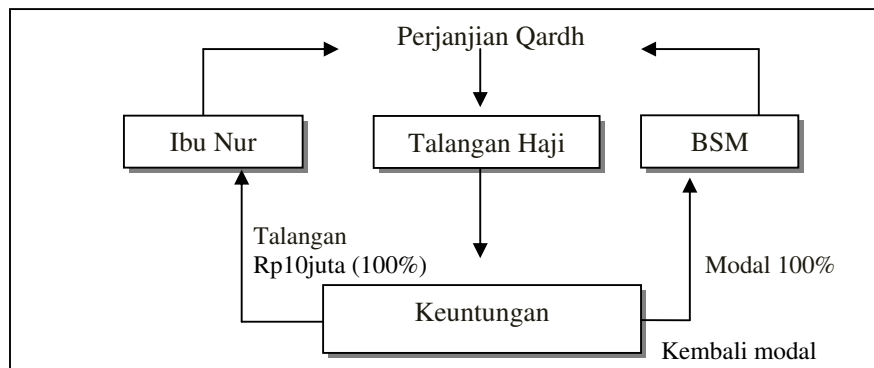 Perjanjian Qardh
Ibu Nur
Talangan Haji
BSM
Talangan
Rp10juta (100%)
Modal 100%
Keuntungan
Kembali modal